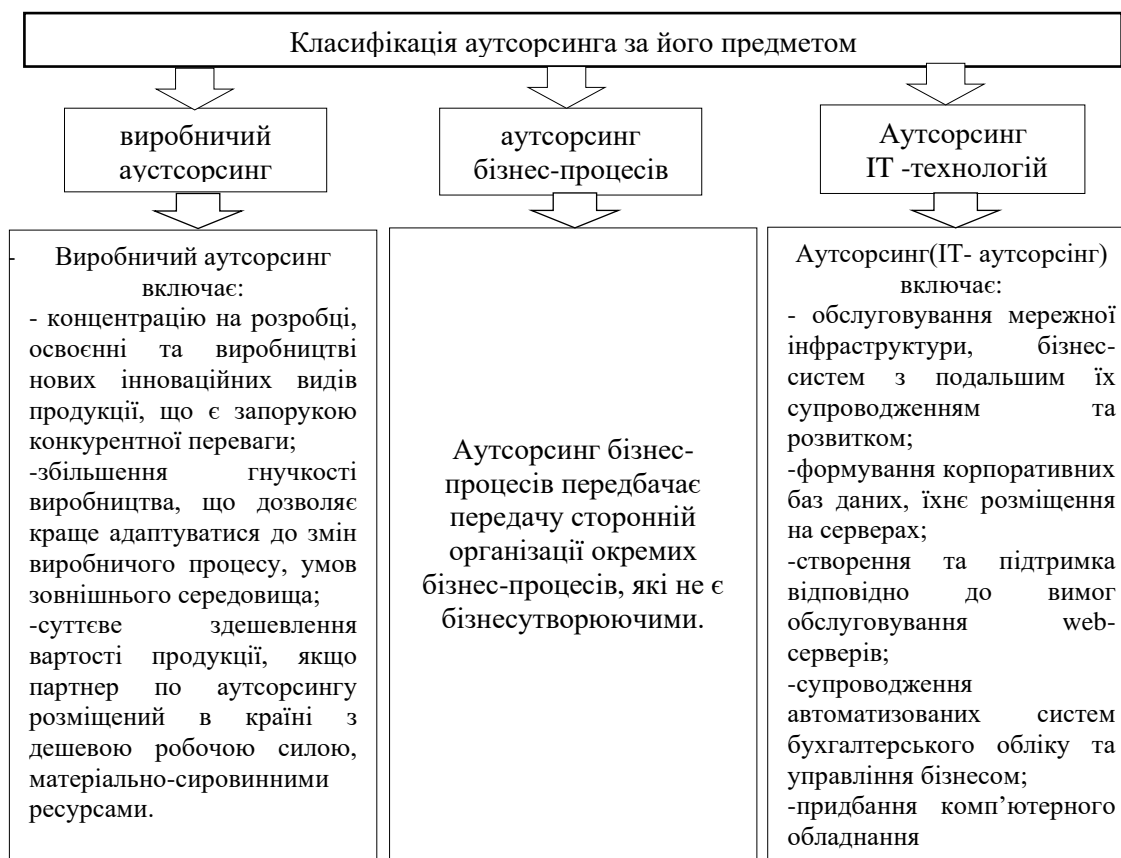 Класифікація аутсорсинга за його предметом
виробничий
аустсорсинг
аутсорсинг
бізнес-процесів
Аутсорсинг
ІТ -технологій
- Виробничий аутсорсинг
включає:
- концентрацію на розробці,
освоєнні та виробництві
нових інноваційних видів
продукції, що є запорукою
конкурентної переваги;
-збільшення гнучкості
виробництва, що дозволяє
краще адаптуватися до змін
виробничого процесу, умов
зовнішнього середовища;
-суттєве здешевлення
вартості продукції, якщо
партнер по аутсорсингу
розміщений в країні з
дешевою робочою силою,
матеріально-сировинними
ресурсами.
Аутсорсинг бізнес-
процесів передбачає
передачу сторонній
організації окремих
бізнес-процесів, які не є
бізнесутворюючими.
Аутсорсинг(ІТ- аутсорсінг)
включає:
- обслуговування мережної
інфраструктури, бізнес-
систем з подальшим їх
супроводженням та
розвитком;
-формування корпоративних
баз даних, їхнє розміщення
на серверах;
-створення та підтримка
відповідно до вимог
обслуговування web-
серверів;
-супроводження
автоматизованих систем
бухгалтерського обліку та
управління бізнесом;
-придбання комп’ютерного
обладнання